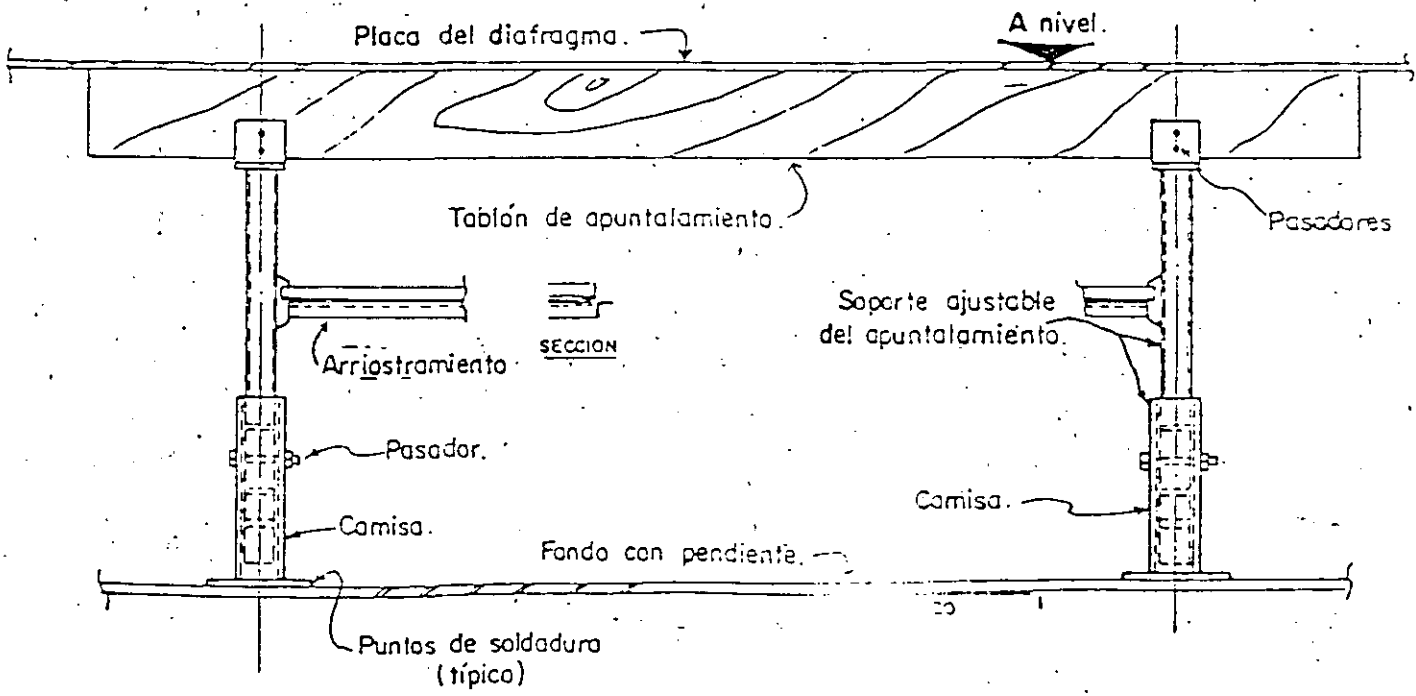 Placa del diafragma.
A nivel.
Tablón de apuntalamiento.
Pasadores
Soporte ajustable
del apuntalamiento.
Arriostramiento
SECCION
Pasador.
Camisa.
Camisa.
Fondo con pendiente.
Puntos de soldadura
(típico)